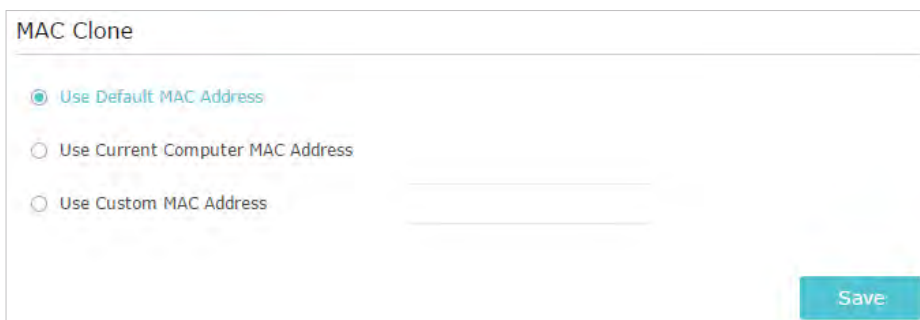 MAC Clone
Use Default MAC Address
Use Current Computer MAC Address
Use Custom MAC Address
Save